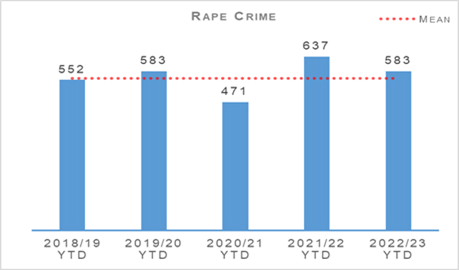 RAPE CRIME
MEAN
552
583
471
637
583
2018/19 YTD
2019/20 YTD
2020/21 YTD
2021/22 YTD
2022/23 YTD